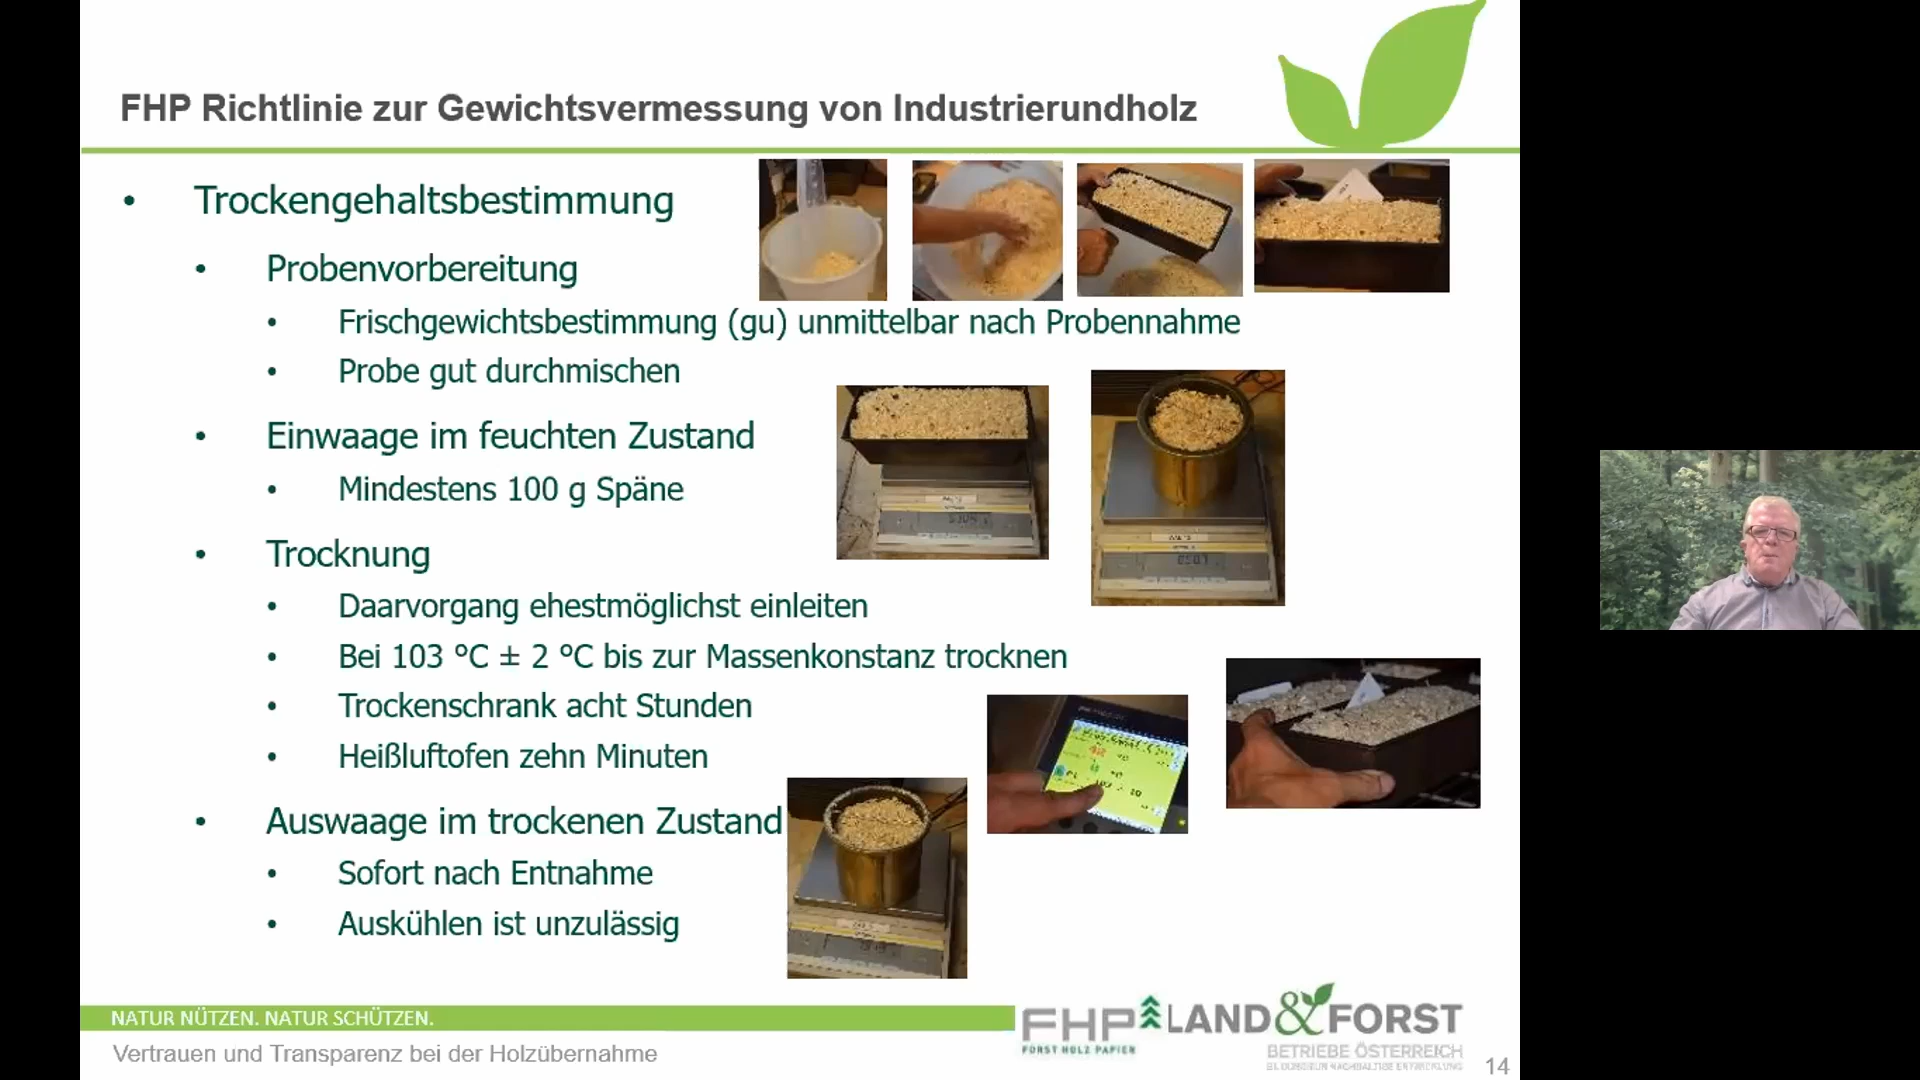 FHP Richtlinie zur Gewichtsvermessung von Industrierundholz
• Trockengehaltsbestimmung
• Probenvorbereitung
• Frischgewichtsbestimmung (gu) unmittelbar nach Probennahme
• Probe gut durchmischen
• Einwaage im feuchten Zustand
• Mindestens 100 g Späne
• Trocknung
• Daarvorgang ehestmöglichst einleiten
• Bei 103 °C ± 2 °C bis zur Massenkonstanz trocknen
• Trockenschrank acht Stunden
• Heißluftofen zehn Minuten
• Auswaage im trockenen Zustand
• Sofort nach Entnahme
• Auskühlen ist unzulässig
NATUR NÜTZEN. NATUR SCHÜTZEN.
Vertrauen und Transparenz bei der Holzübernahme
FHP
FORST HOLZ PAPIER
LAND&FORST
BETRIEBE ÖSTERREICH
14